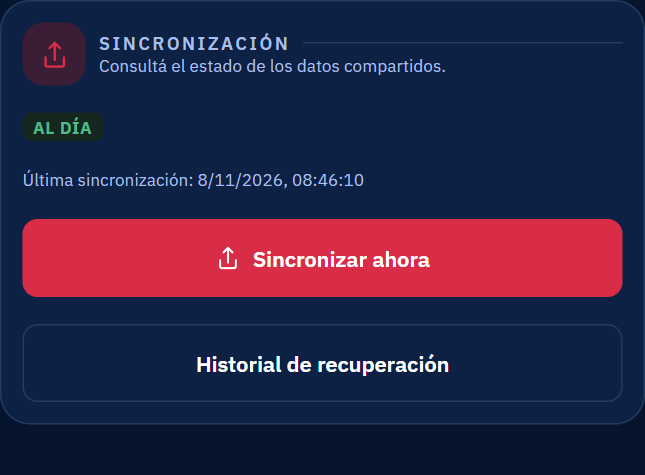 SINCRONIZACIÓN
Consultá el estado de los datos compartidos.
AL DÍA
Última sincronización: 8/11/2026, 08:46:10
Sincronizar ahora
Historial de recuperación